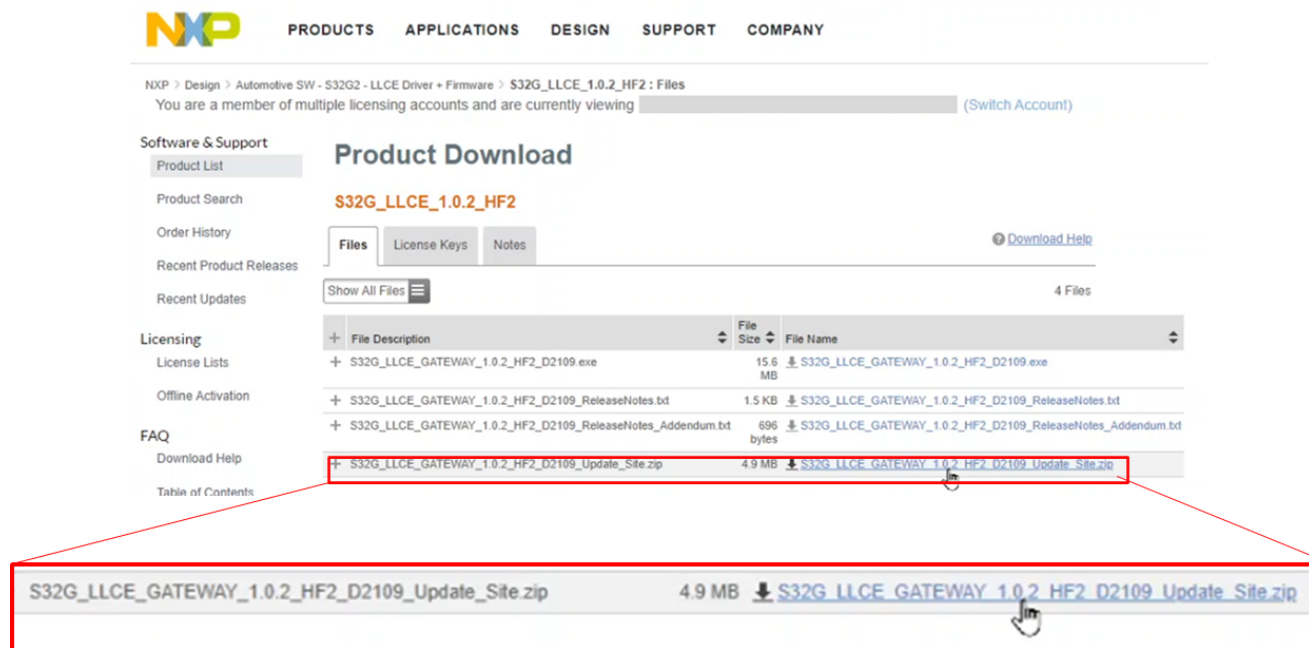 NXP PRODUCTS APPLICATIONS DESIGN SUPPORT COMPANY
NXP > Design > Automotive SW - S32G2 - LLCE Driver + Firmware > S32G_LLCE_1.0.2_HF2 : Files
You are a member of multiple licensing accounts and are currently viewing (Switch Account)
Software & Support
Product List
Product Search
Order History
Recent Product Releases
Recent Updates
Licensing
License Lists
Offline Activation
FAQ
Download Help
Table of Contents
Product Download
S32G_LLCE_1.0.2_HF2
Files License Keys Notes
? Download Help
Show All Files
4 Files
+ File Description File Size File Name
+ S32G_LLCE_GATEWAY_1.0.2_HF2_D2109.exe 15.6 MB S32G_LLCE_GATEWAY_1.0.2_HF2_D2109.exe
+ S32G_LLCE_GATEWAY_1.0.2_HF2_D2109_ReleaseNotes.txt 1.5 KB S32G_LLCE_GATEWAY_1.0.2_HF2_D2109_ReleaseNotes.txt
+ S32G_LLCE_GATEWAY_1.0.2_HF2_D2109_ReleaseNotes_Addendum.txt 696 bytes S32G_LLCE_GATEWAY_1.0.2_HF2_D2109_ReleaseNotes_Addendum.txt
+ S32G_LLCE_GATEWAY_1.0.2_HF2_D2109_Update_Site.zip 4.9 MB S32G_LLCE_GATEWAY_1.0.2_HF2_D2109_Update_Site.zip
S32G_LLCE_GATEWAY_1.0.2_HF2_D2109_Update_Site.zip 4.9 MB S32G_LLCE_GATEWAY_1.0.2_HF2_D2109_Update_Site.zip